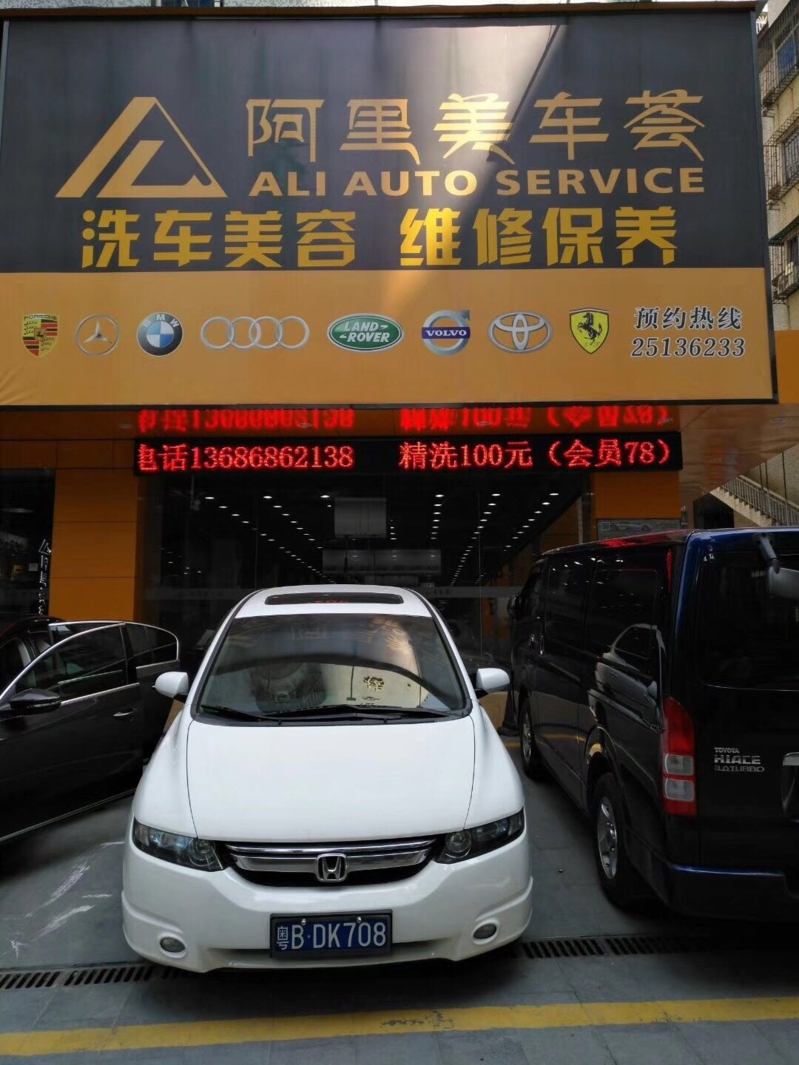 阿里美车荟
ALI AUTO SERVICE
洗车美容 维修保养
PORSCHE
BMW
LAND ROVER
VOLVO
预约热线
25136233
电话13686862138 精洗100元（会员78）
TOYOTA
HIACE
粤B·DK708